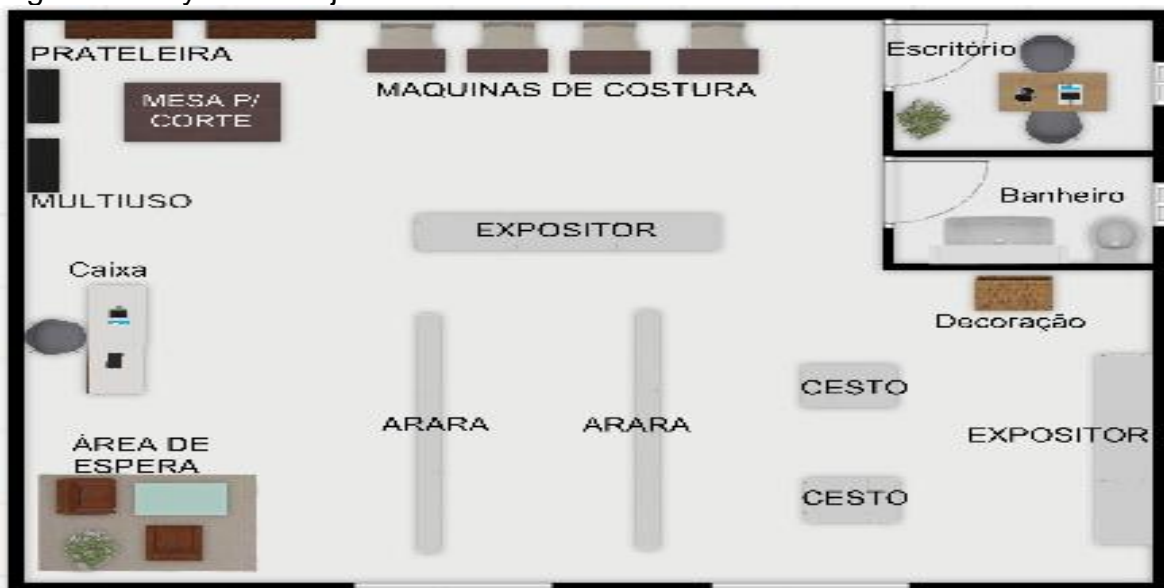 PRATELEIRA
MAQUINAS DE COSTURA
Escritório
MESA P/
CORTE
MULTIUSO
Banheiro
EXPOSITOR
Caixa
Decoração
CESTO
ARARA
ARARA
EXPOSITOR
ÁREA DE
ESPERA
CESTO